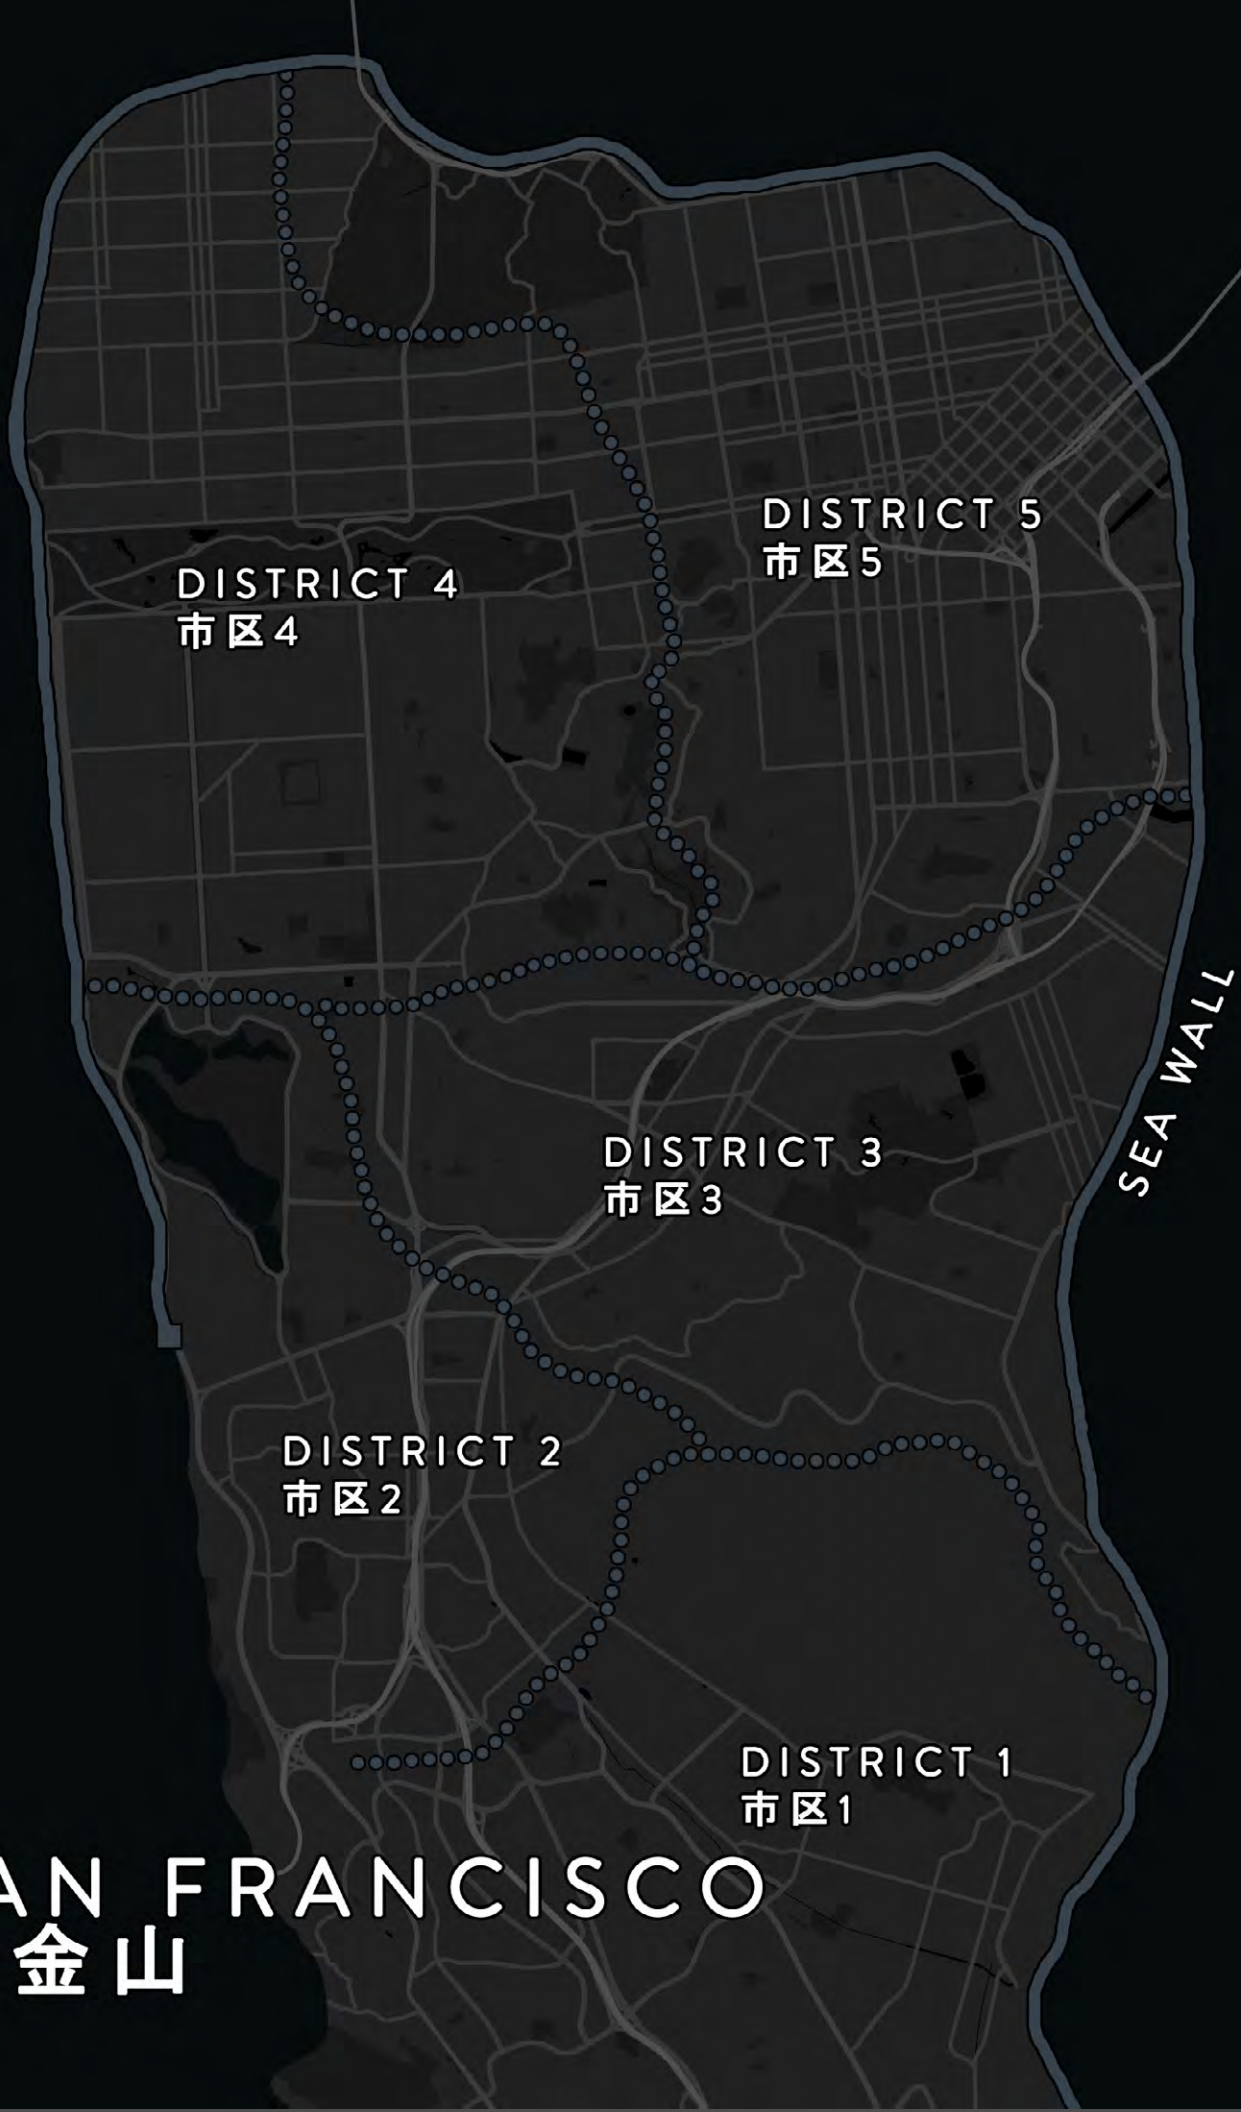 DISTRICT 5
市区5
DISTRICT 4
市区4
SEA WALL
DISTRICT 3
市区3
DISTRICT 2
市区2
DISTRICT 1
市区1
AN FRANCISCO
金山